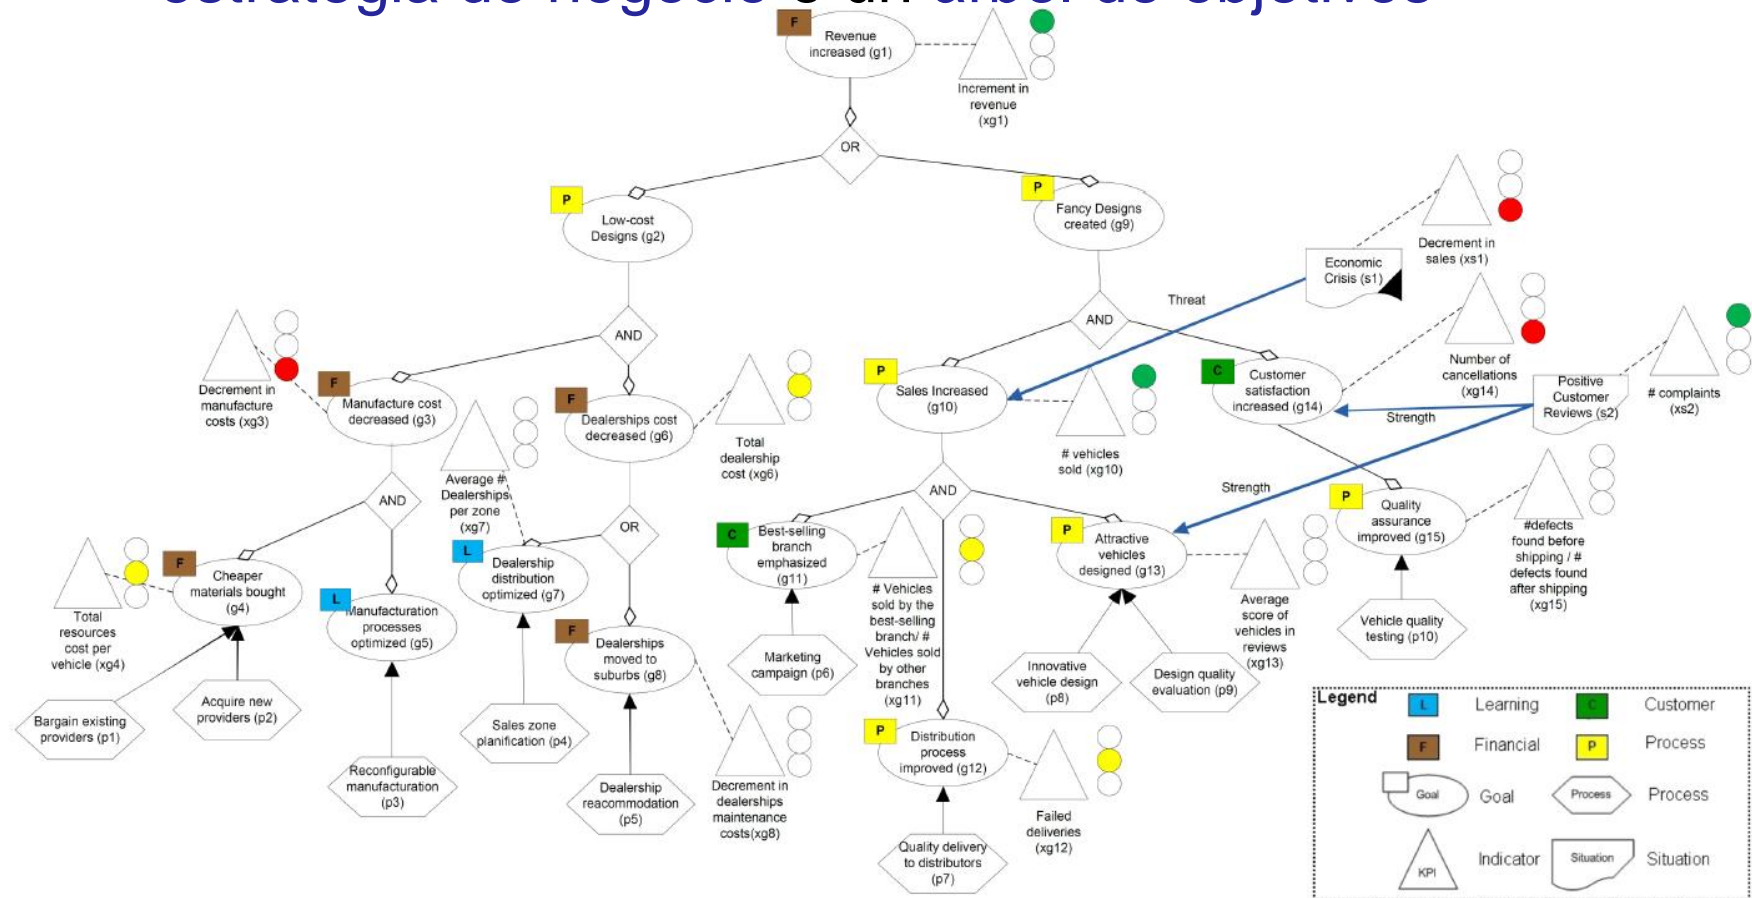 estrategia de negocio o un árbol de objetivos
F
Revenue
increased (g1)
Increment in
revenue
(xg1)
OR
P
Low-cost
Designs (g2)
P
Fancy Designs
created (g9)
Decrement in
sales (xs1)
Economic
Crisis (s1)
Threat
AND
AND
Decrement in
manufacture
costs (xg3)
F
Manufacture cost
decreased (g3)
F
Dealerships cost
decreased (g6)
Total
dealership
cost (xg6)
P
Sales Increased
(g10)
# vehicles
sold (xg10)
C
Customer
satisfaction
increased (g14)
Number of
cancellations
(xg14)
Positive
Customer
Reviews (s2)
# complaints
(xs2)
Strength
Strength
AND
Average #
Dealerships
per zone
(xg7)
OR
AND
P
Quality
assurance
improved (g15)
#defects
found before
shipping / #
defects found
after shipping
(xg15)
Total
resources
cost per
vehicle (xg4)
F
Cheaper
materials bought
(g4)
L
Manufacturation
processes
optimized (g5)
L
Dealership
distribution
optimized (g7)
F
Dealerships
moved to
suburbs (g8)
C
Best-selling
branch
emphasized
(g11)
# Vehicles
sold by the
best-selling
branch/ #
Vehicles sold
by other
branches
(xg11)
P
Attractive
vehicles
designed (g13)
Average
score of
vehicles in
reviews
(xg13)
Vehicle quality
testing (p10)
Bargain existing
providers (p1)
Acquire new
providers (p2)
Reconfigurable
manufacturation
(p3)
Sales zone
planification (p4)
Dealership
reacommodation
(p5)
Decrement in
dealerships
maintenance
costs(xg8)
Marketing
campaign (p6)
P
Distribution
process
improved (g12)
Failed
deliveries
(xg12)
Quality delivery
to distributors
(p7)
Innovative
vehicle design
(p8)
Design quality
evaluation (p9)
Legend
L Learning C Customer
F Financial P Process
Goal Goal Process Process
KPI Indicator Situation Situation